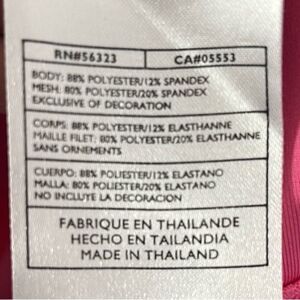 RN#56323 CA#05553
BODY: 88% POLYESTER/12% SPANDEX
MESH: 80% POLYESTER/20% SPANDEX
EXCLUSIVE OF DECORATION
CORPS: 88% POLYESTER/12% ELASTHANNE
MAILLE FILET: 80% POLYESTER/20% ELASTHANNE
SANS ORNEMENTS
CUERPO: 88% POLIESTER/12% ELASTANO
MALLA: 80% POLIESTER/20% ELASTANO
NO INCLUYE LA DECORACION
FABRIQUE EN THAILANDE
HECHO EN TAILANDIA
MADE IN THAILAND